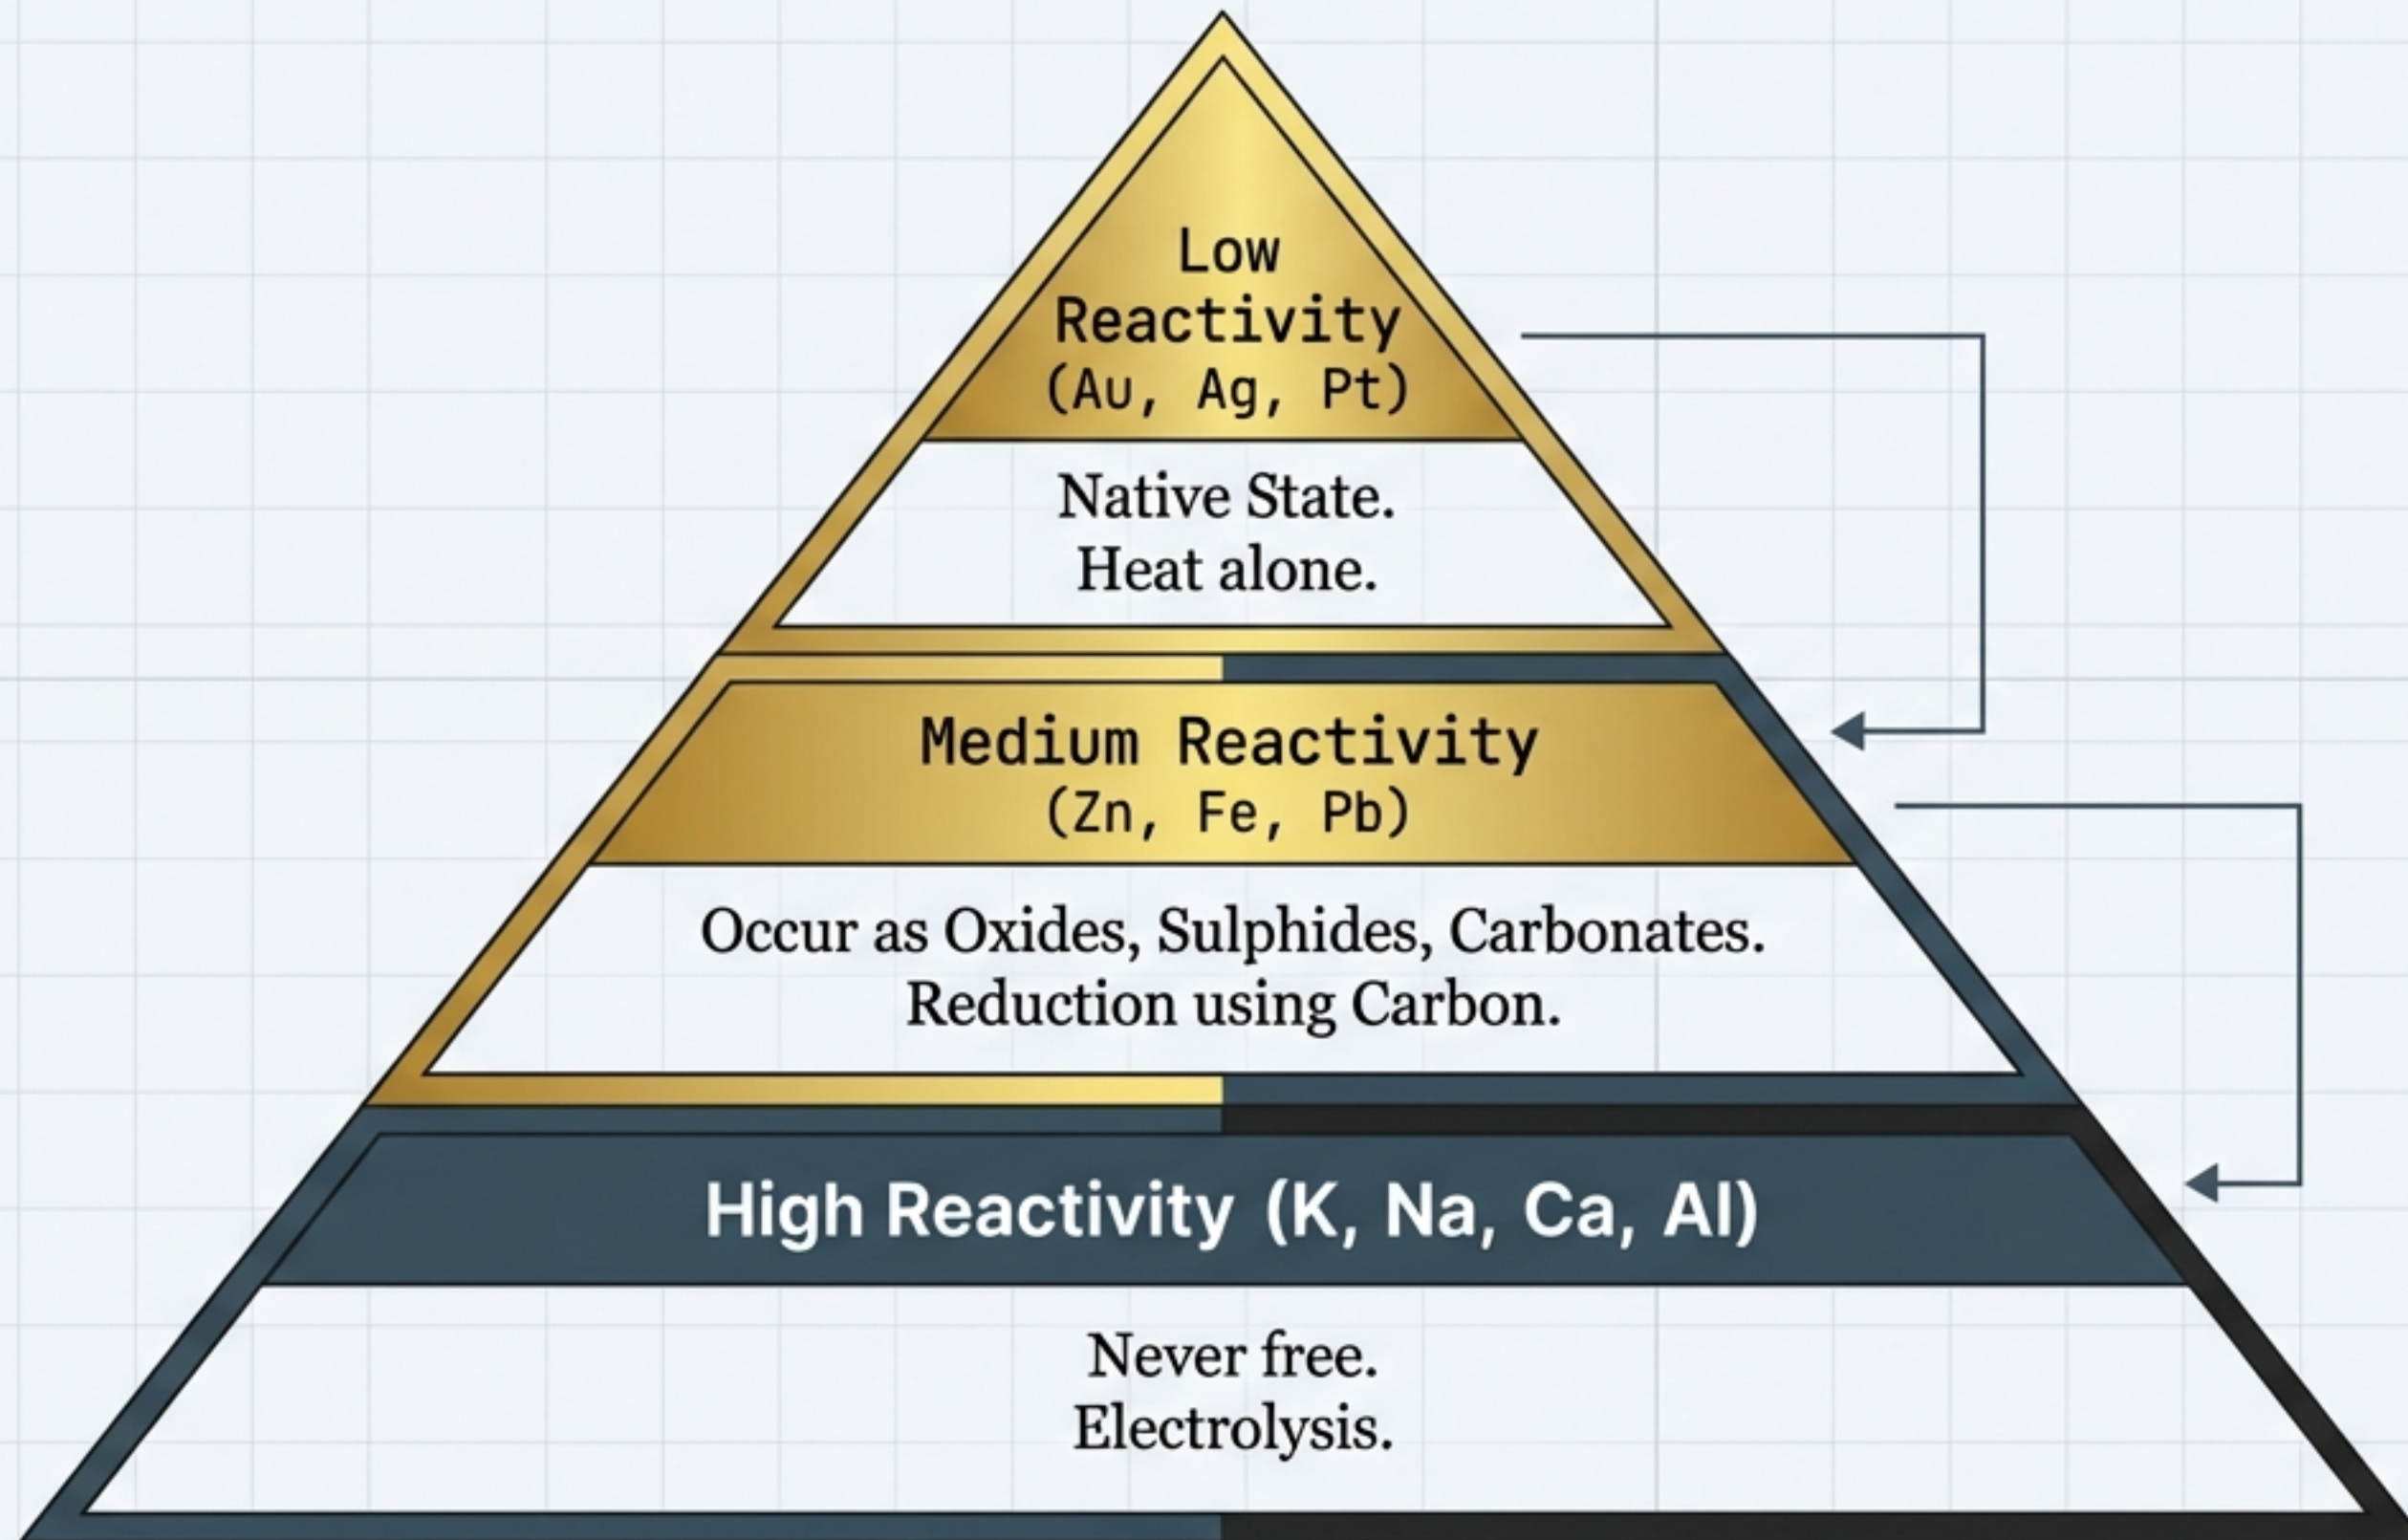 Low
Reactivity
(Au, Ag, Pt)
Native State.
Heat alone.
Medium Reactivity
(Zn, Fe, Pb)
Occur as Oxides, Sulphides, Carbonates.
Reduction using Carbon.
High Reactivity (K, Na, Ca, Al)
Never free.
Electrolysis.